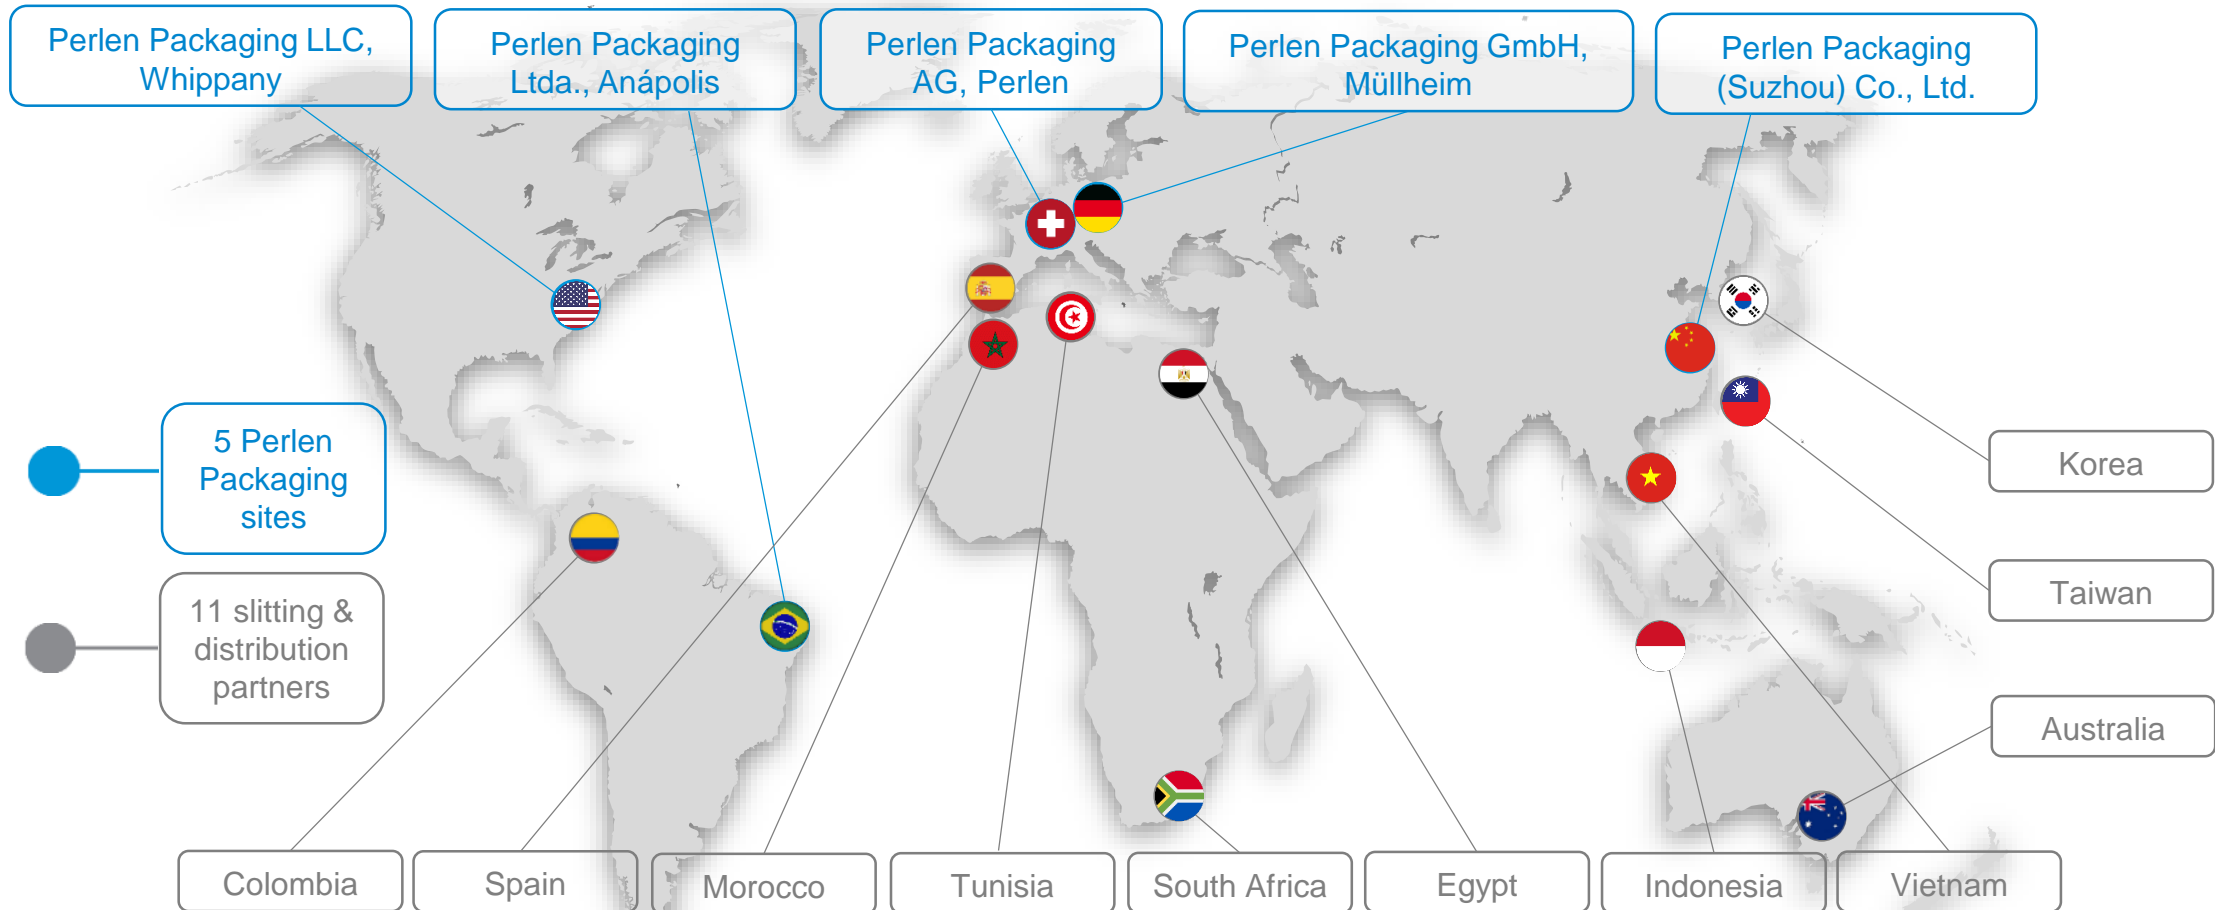 Perlen Packaging LLC,
Whippany
Perlen Packaging
Ltda., Anápolis
Perlen Packaging
AG, Perlen
Perlen Packaging GmbH,
Müllheim
Perlen Packaging
(Suzhou) Co., Ltd.
5 Perlen
Packaging
sites
11 slitting &
distribution
partners
Korea
Taiwan
Australia
Colombia
Spain
Morocco
Tunisia
South Africa
Egypt
Indonesia
Vietnam